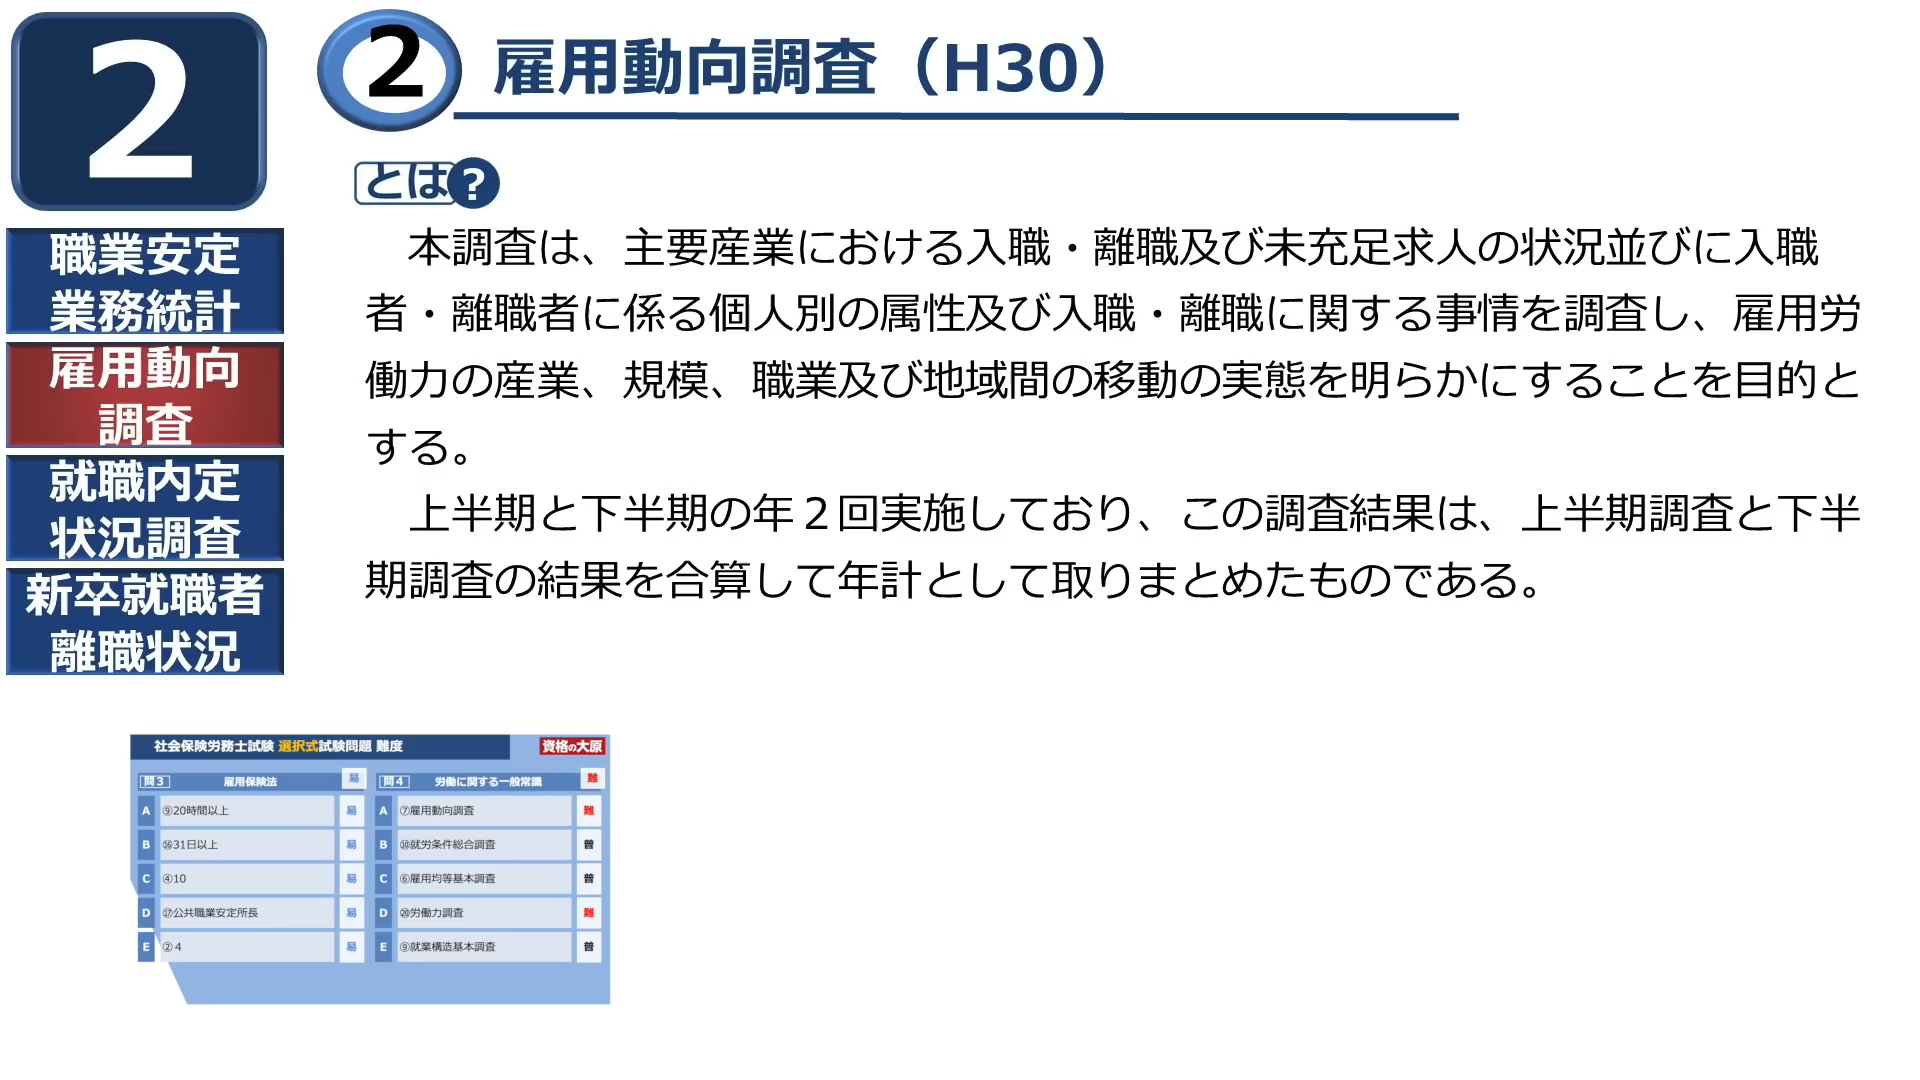 2
職業安定
業務統計
雇用動向
調査
就職内定
状況調査
新卒就職者
離職状況
2 雇用動向調査（H30）
とは?
本調査は、主要産業における入職・離職及び未充足求人の状況並びに入職
者・離職者に係る個人別の属性及び入職・離職に関する事情を調査し、雇用労
働力の産業、規模、職業及び地域間の移動の実態を明らかにすることを目的と
する。
上半期と下半期の年２回実施しており、この調査結果は、上半期調査と下半
期調査の結果を合算して年計として取りまとめたものである。
社会保険労務士試験 選択式試験問題 難度 資格の大原
問3 雇用保険法 易
A ⑨20時間以上 易
B ⑯31日以上 易
C ④10 易
D ⑰公共職業安定所長 易
E ②4 易
問4 労働に関する一般常識 難
A ⑦雇用動向調査 難
B ⑩就労条件総合調査 普
C ⑥雇用均等基本調査 普
D ⑳労働力調査 難
E ⑨就業構造基本調査 普